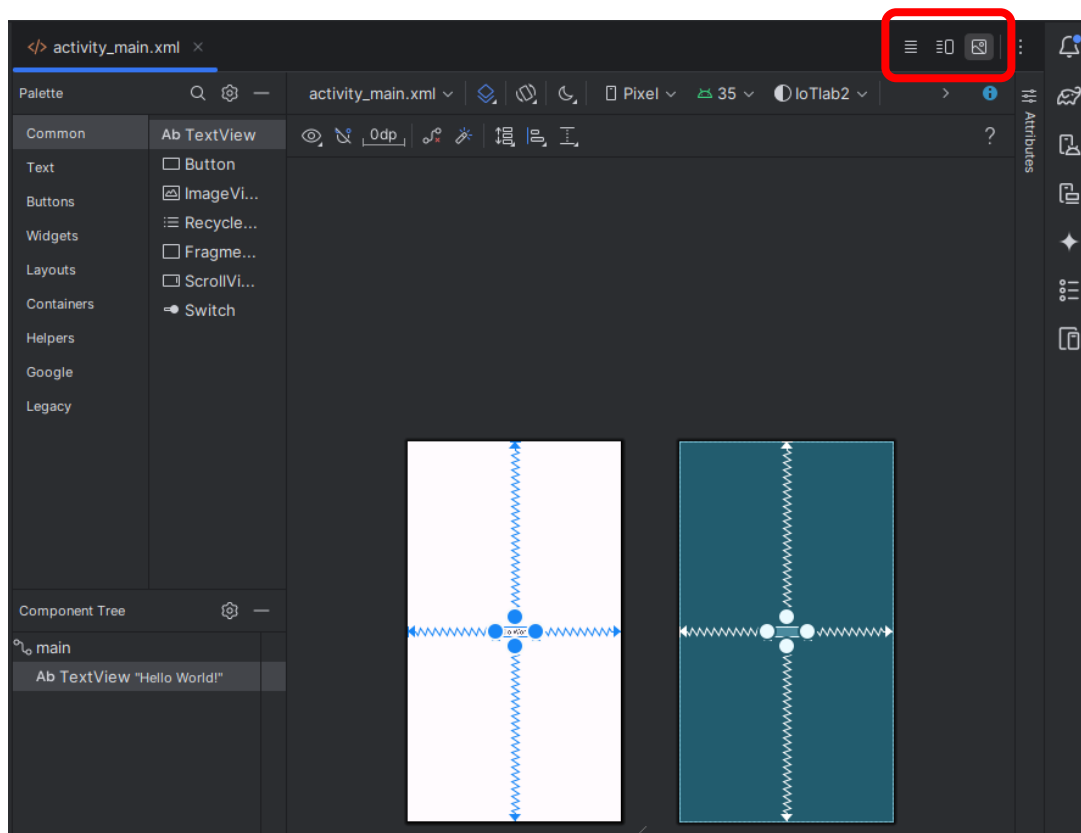 </> activity_main.xml
Palette
activity_main.xml
Pixel
35
IoTlab2
Attributes
Common
Text
Buttons
Widgets
Layouts
Containers
Helpers
Google
Legacy
Ab TextView
Button
ImageVi...
Recycle...
Fragme...
ScrollVi...
Switch
0dp
?
Component Tree
main
Ab TextView "Hello World!"